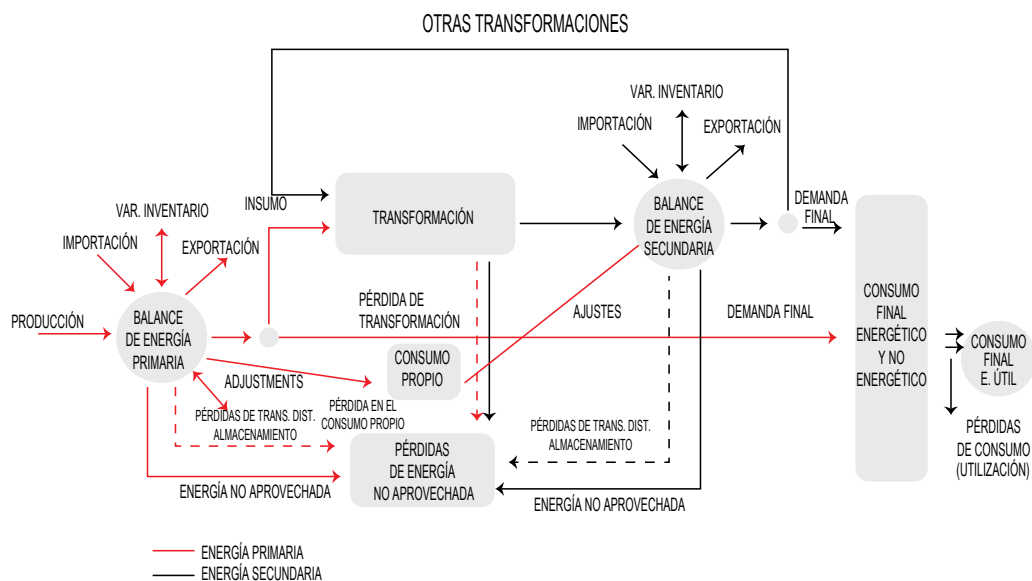 OTRAS TRANSFORMACIONES
VAR. INVENTARIO
IMPORTACIÓN
EXPORTACIÓN
INSUMO
TRANSFORMACIÓN
BALANCE
DE ENERGÍA
SECUNDARIA
DEMANDA
FINAL
VAR. INVENTARIO
IMPORTACIÓN
EXPORTACIÓN
PRODUCCIÓN
BALANCE
DE ENERGÍA
PRIMARIA
PÉRDIDA DE
TRANSFORMACIÓN
AJUSTES
DEMANDA FINAL
CONSUMO
FINAL
ENERGÉTICO
Y NO
ENERGÉTICO
CONSUMO
FINAL
E. ÚTIL
ADJUSTMENTS
CONSUMO
PROPIO
PÉRDIDA EN EL
CONSUMO PROPIO
PÉRDIDAS DE TRANS. DIST.
ALMACENAMIENTO
PÉRDIDAS DE TRANS. DIST.
ALMACENAMIENTO
PÉRDIDAS
DE CONSUMO
(UTILIZACIÓN)
PÉRDIDAS
DE ENERGÍA
NO APROVECHADA
ENERGÍA NO APROVECHADA
ENERGÍA NO APROVECHADA
ENERGÍA PRIMARIA
ENERGÍA SECUNDARIA